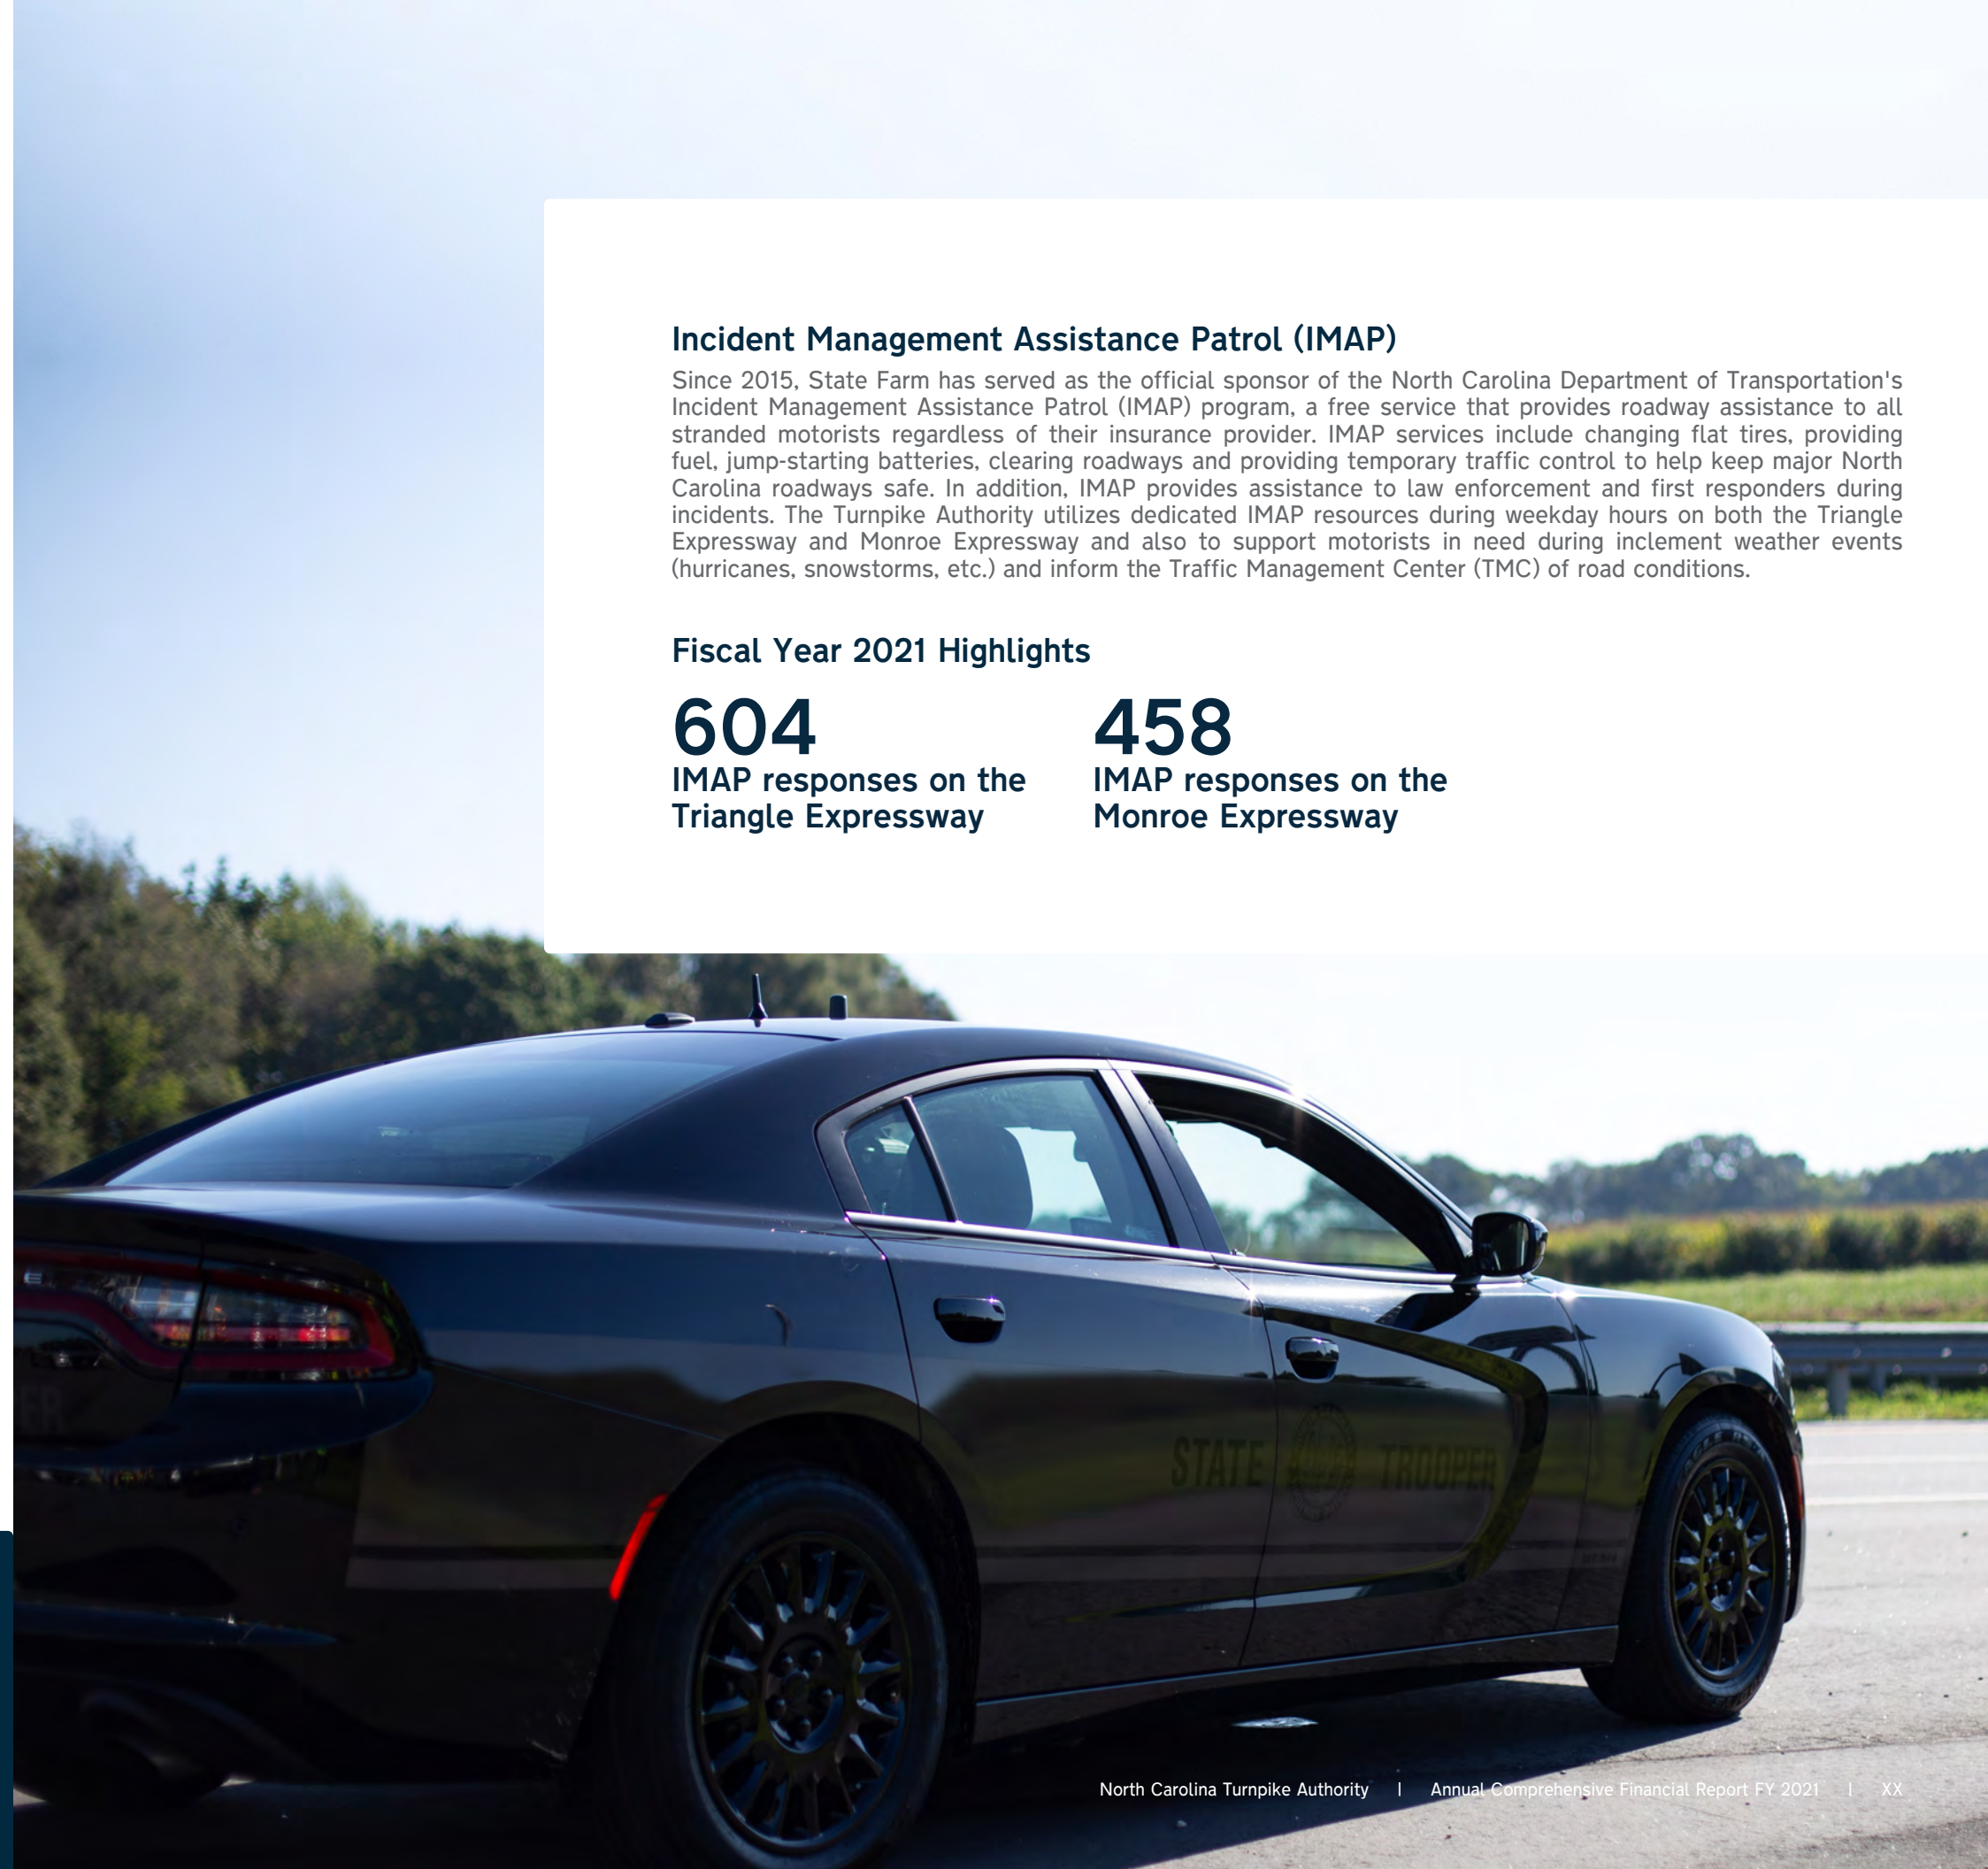 Incident Management Assistance Patrol (IMAP)
Since 2015, State Farm has served as the official sponsor of the North Carolina Department of Transportation's
Incident Management Assistance Patrol (IMAP) program, a free service that provides roadway assistance to all
stranded motorists regardless of their insurance provider. IMAP services include changing flat tires, providing
fuel, jump-starting batteries, clearing roadways and providing temporary traffic control to help keep major North
Carolina roadways safe. In addition, IMAP provides assistance to law enforcement and first responders during
incidents. The Turnpike Authority utilizes dedicated IMAP resources during weekday hours on both the Triangle
Expressway and Monroe Expressway and also to support motorists in need during inclement weather events
(hurricanes, snowstorms, etc.) and inform the Traffic Management Center (TMC) of road conditions.
Fiscal Year 2021 Highlights
604
IMAP responses on the
Triangle Expressway
458
IMAP responses on the
Monroe Expressway
STATE TROOPER
North Carolina Turnpike Authority | Annual Comprehensive Financial Report FY 2021 | XX